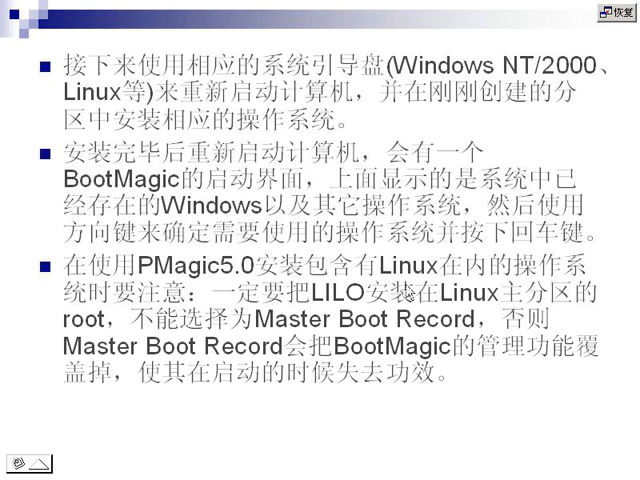 恢复
接下来使用相应的系统引导盘(Windows NT/2000、
Linux等)来重新启动计算机，并在刚刚创建的分
区中安装相应的操作系统。
安装完毕后重新启动计算机，会有一个
BootMagic的启动界面，上面显示的是系统中已
经存在的Windows以及其它操作系统，然后使用
方向键来确定需要使用的操作系统并按下回车键。
在使用PMagic5.0安装包含有Linux在内的操作系
统时要注意：一定要把LILO安装在Linux主分区的
root，不能选择为Master Boot Record，否则
Master Boot Record会把BootMagic的管理功能覆
盖掉，使其在启动的时候失去功效。